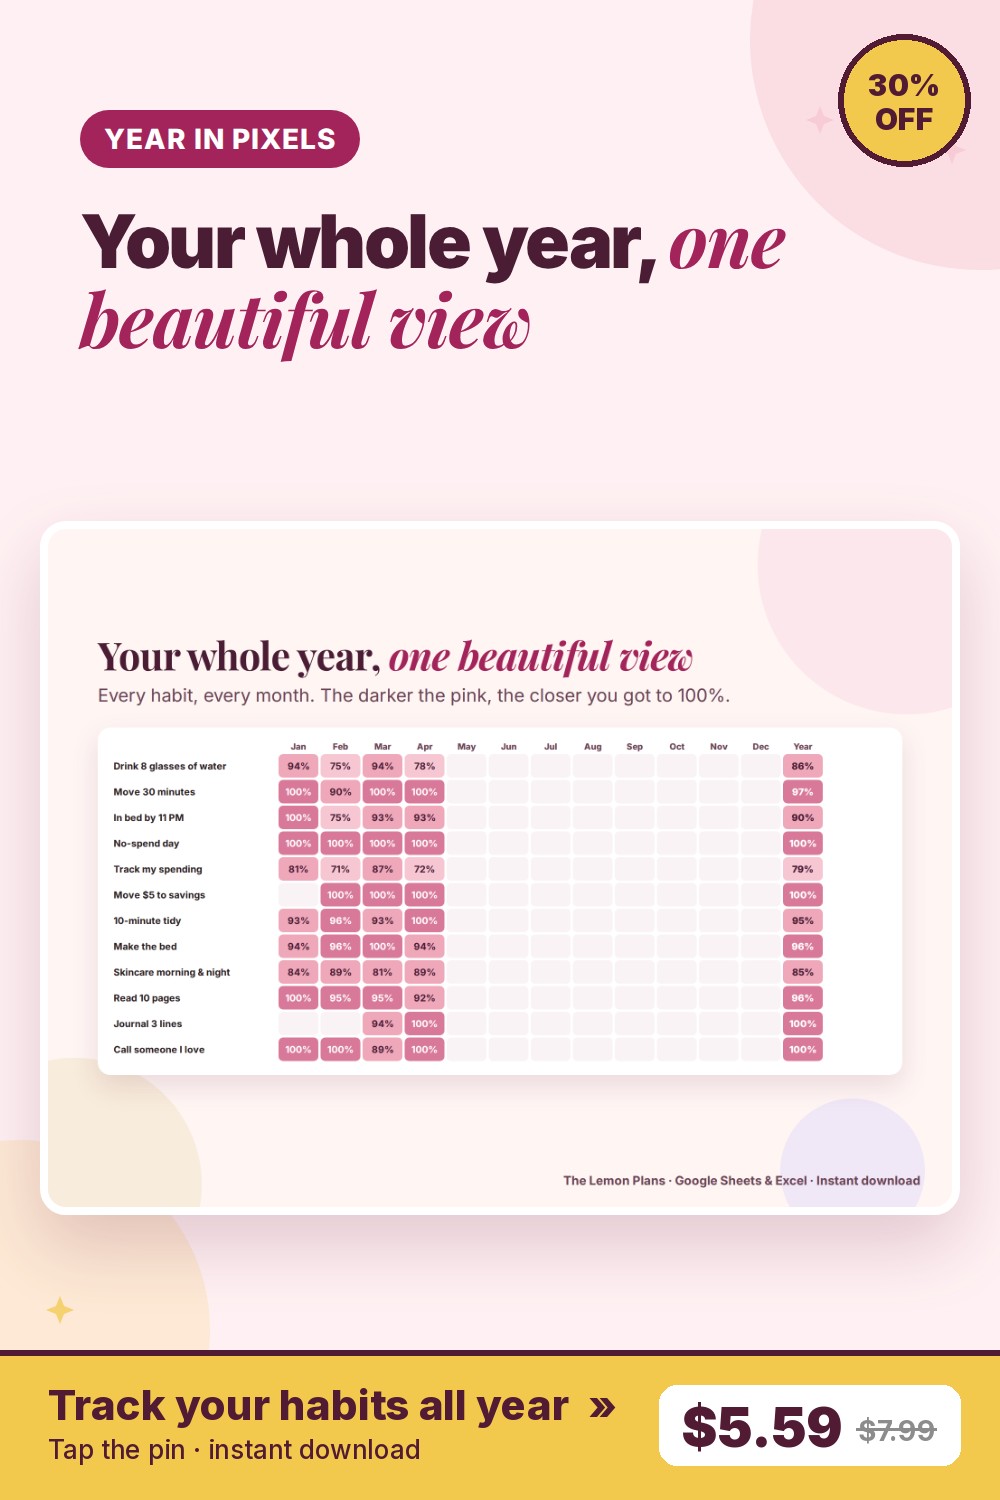 30%
OFF
YEAR IN PIXELS
Your whole year, one
beautiful view
Your whole year, one beautiful view
Every habit, every month. The darker the pink, the closer you got to 100%.
Jan Feb Mar Apr May Jun Jul Aug Sep Oct Nov Dec Year
Drink 8 glasses of water 94% 75% 94% 78% 86%
Move 30 minutes 100% 90% 100% 100% 97%
In bed by 11 PM 100% 75% 93% 93% 90%
No-spend day 100% 100% 100% 100% 100%
Track my spending 81% 71% 87% 72% 79%
Move $5 to savings 100% 100% 100% 100%
10-minute tidy 93% 96% 93% 100% 95%
Make the bed 94% 96% 100% 94% 96%
Skincare morning & night 84% 89% 81% 89% 85%
Read 10 pages 100% 95% 95% 92% 96%
Journal 3 lines 94% 100% 100%
Call someone I love 100% 100% 89% 100% 100%
The Lemon Plans · Google Sheets & Excel · Instant download
Track your habits all year »
Tap the pin · instant download
$5.59 $7.99